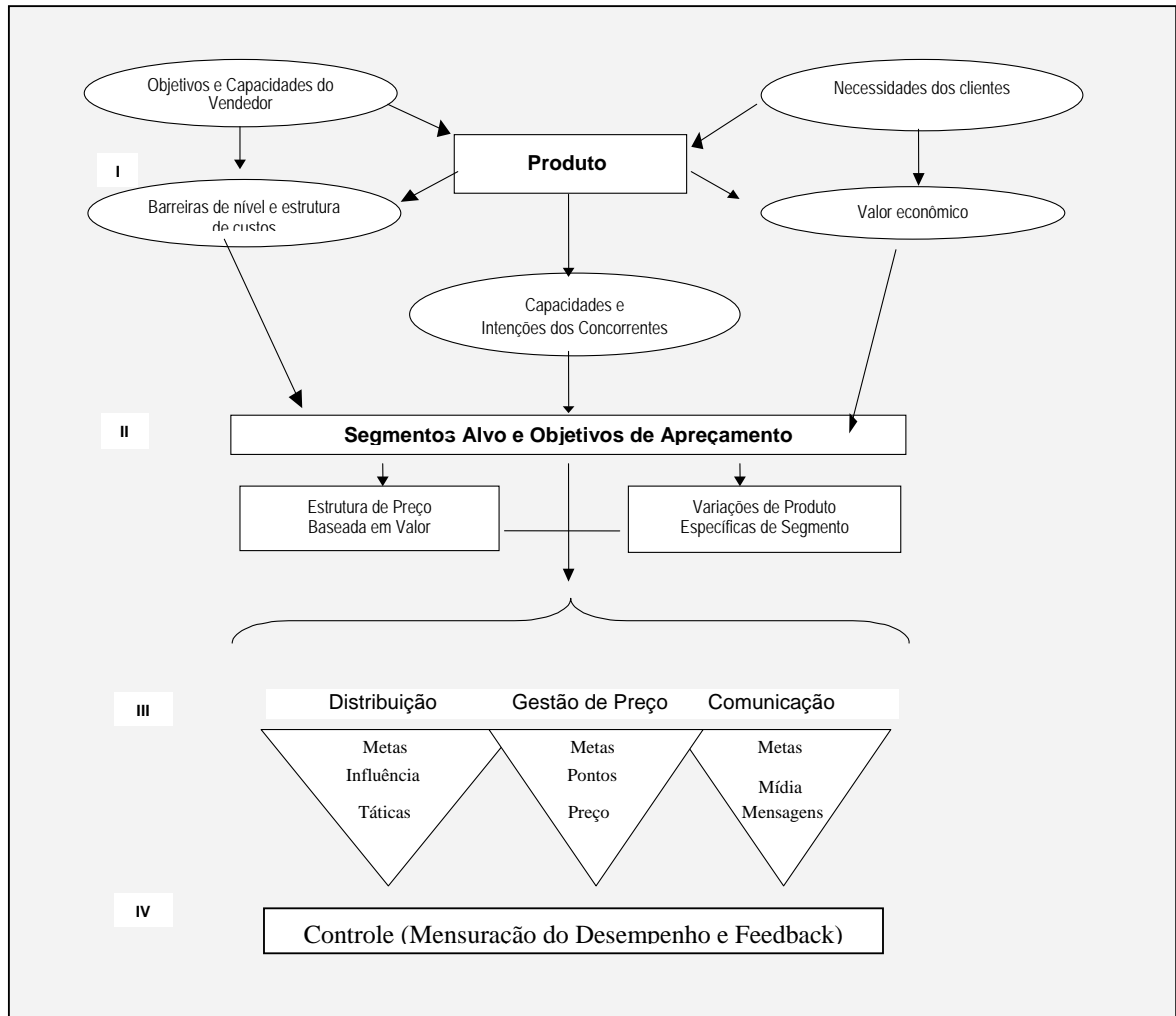 Objetivos e Capacidades do
Vendedor
Necessidades dos clientes
Produto
I
Barreiras de nível e estrutura
de custos
Valor econômico
Capacidades e
Intenções dos Concorrentes
II
Segmentos Alvo e Objetivos de Apreçamento
Estrutura de Preço
Baseada em Valor
Variações de Produto
Específicas de Segmento
III
Distribuição
Gestão de Preço
Comunicação
Metas
Influência
Táticas
Metas
Pontos
Preço
Metas
Mídia
Mensagens
IV
Controle (Mensuração do Desempenho e Feedback)